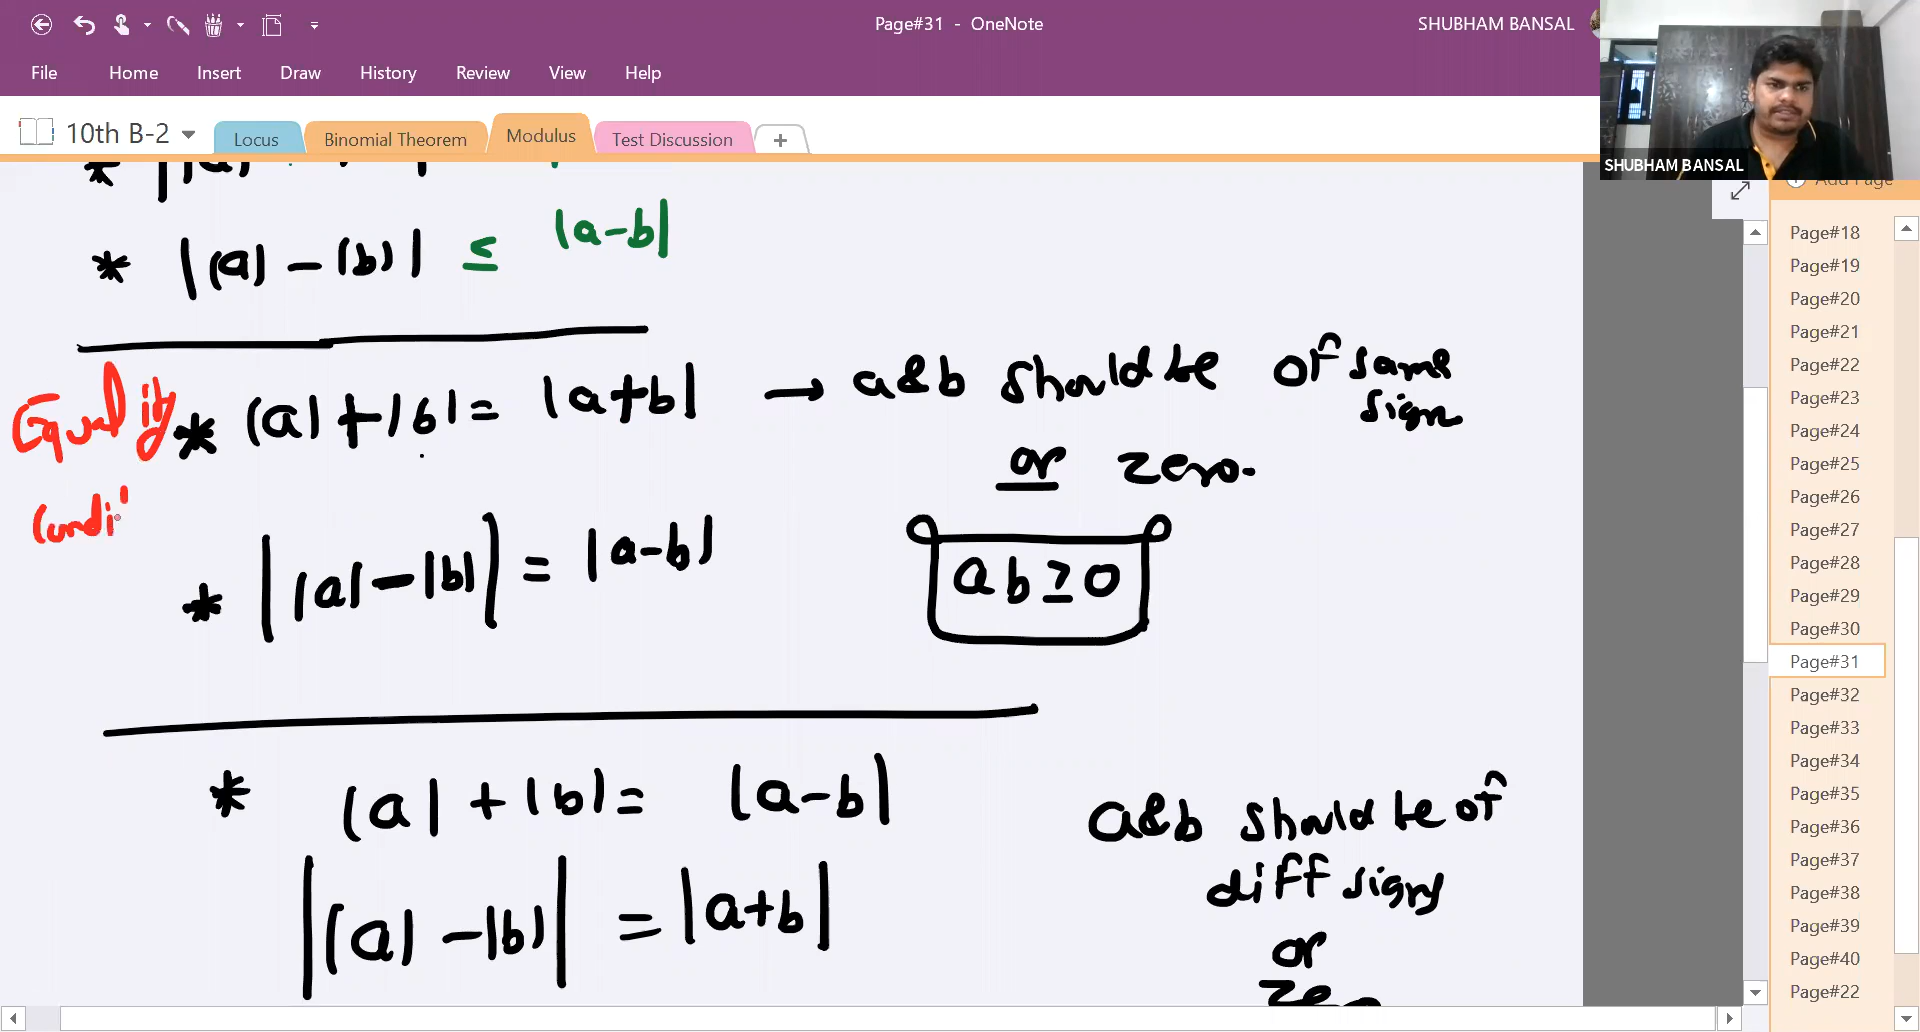 Page#31 - OneNote
SHUBHAM BANSAL
File Home Insert Draw History Review View Help
10th B-2 Locus Binomial Theorem Modulus Test Discussion +
SHUBHAM BANSAL
Add Page
* ||a| - |b|| ≤ |a-b|
Equality
Condi
* |a| + |b| = |a+b| → a&b should be of same
sign
or zero.
* ||a| - |b|| = |a-b|
ab ≥ 0
* |a| + |b| = |a-b|
a&b should be of
diff signs
or
zero
||a| - |b|| = |a+b|
Page#18
Page#19
Page#20
Page#21
Page#22
Page#23
Page#24
Page#25
Page#26
Page#27
Page#28
Page#29
Page#30
Page#31
Page#32
Page#33
Page#34
Page#35
Page#36
Page#37
Page#38
Page#39
Page#40
Page#22